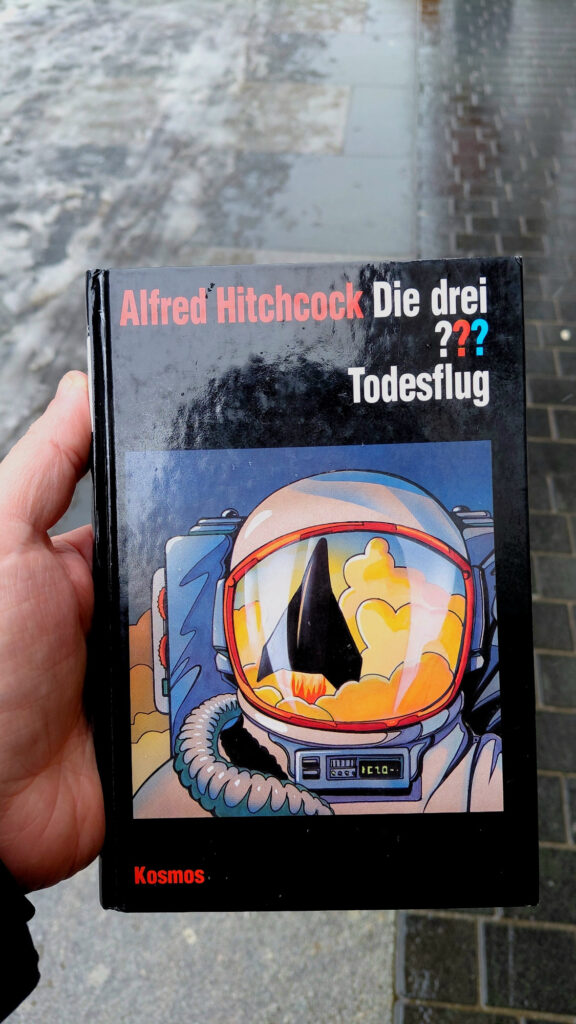 Alfred Hitchcock Die drei
???
Todesflug
Kosmos